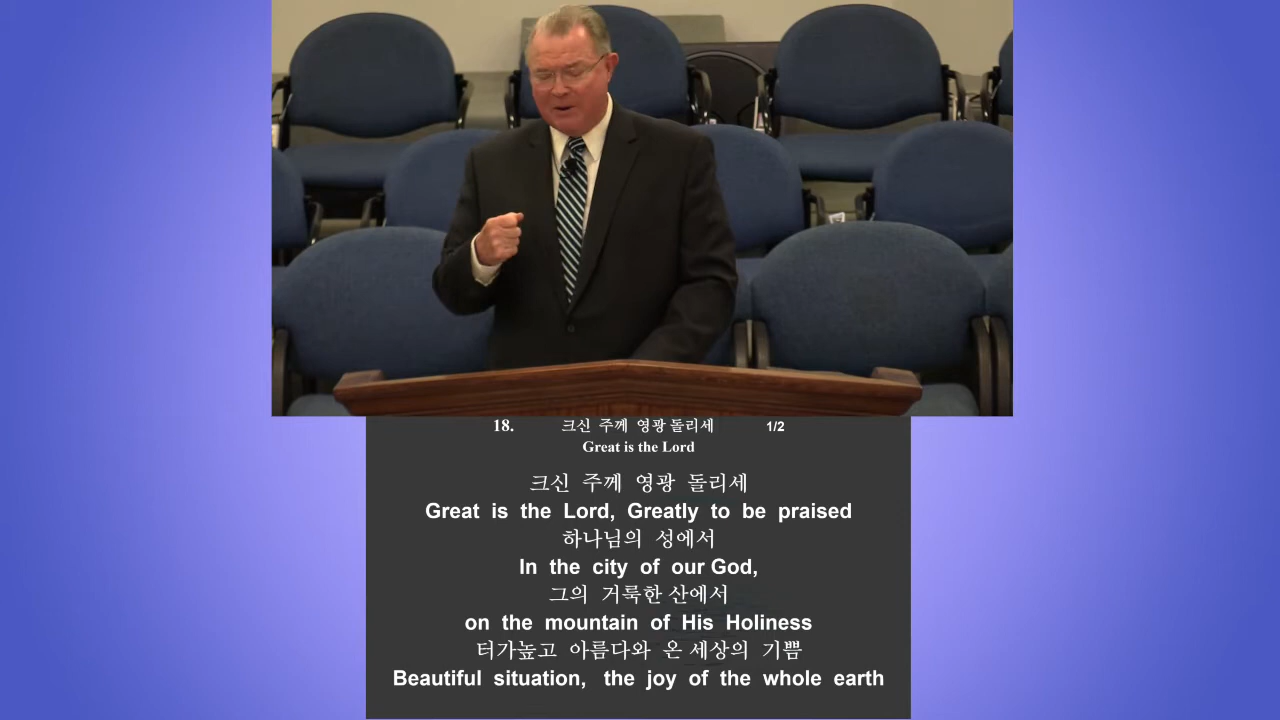 18. 크신 주께 영광 돌리세 1/2
Great is the Lord
크신 주께 영광 돌리세
Great is the Lord, Greatly to be praised
하나님의 성에서
In the city of our God,
그의 거룩한 산에서
on the mountain of His Holiness
터가높고 아름다와 온 세상의 기쁨
Beautiful situation, the joy of the whole earth